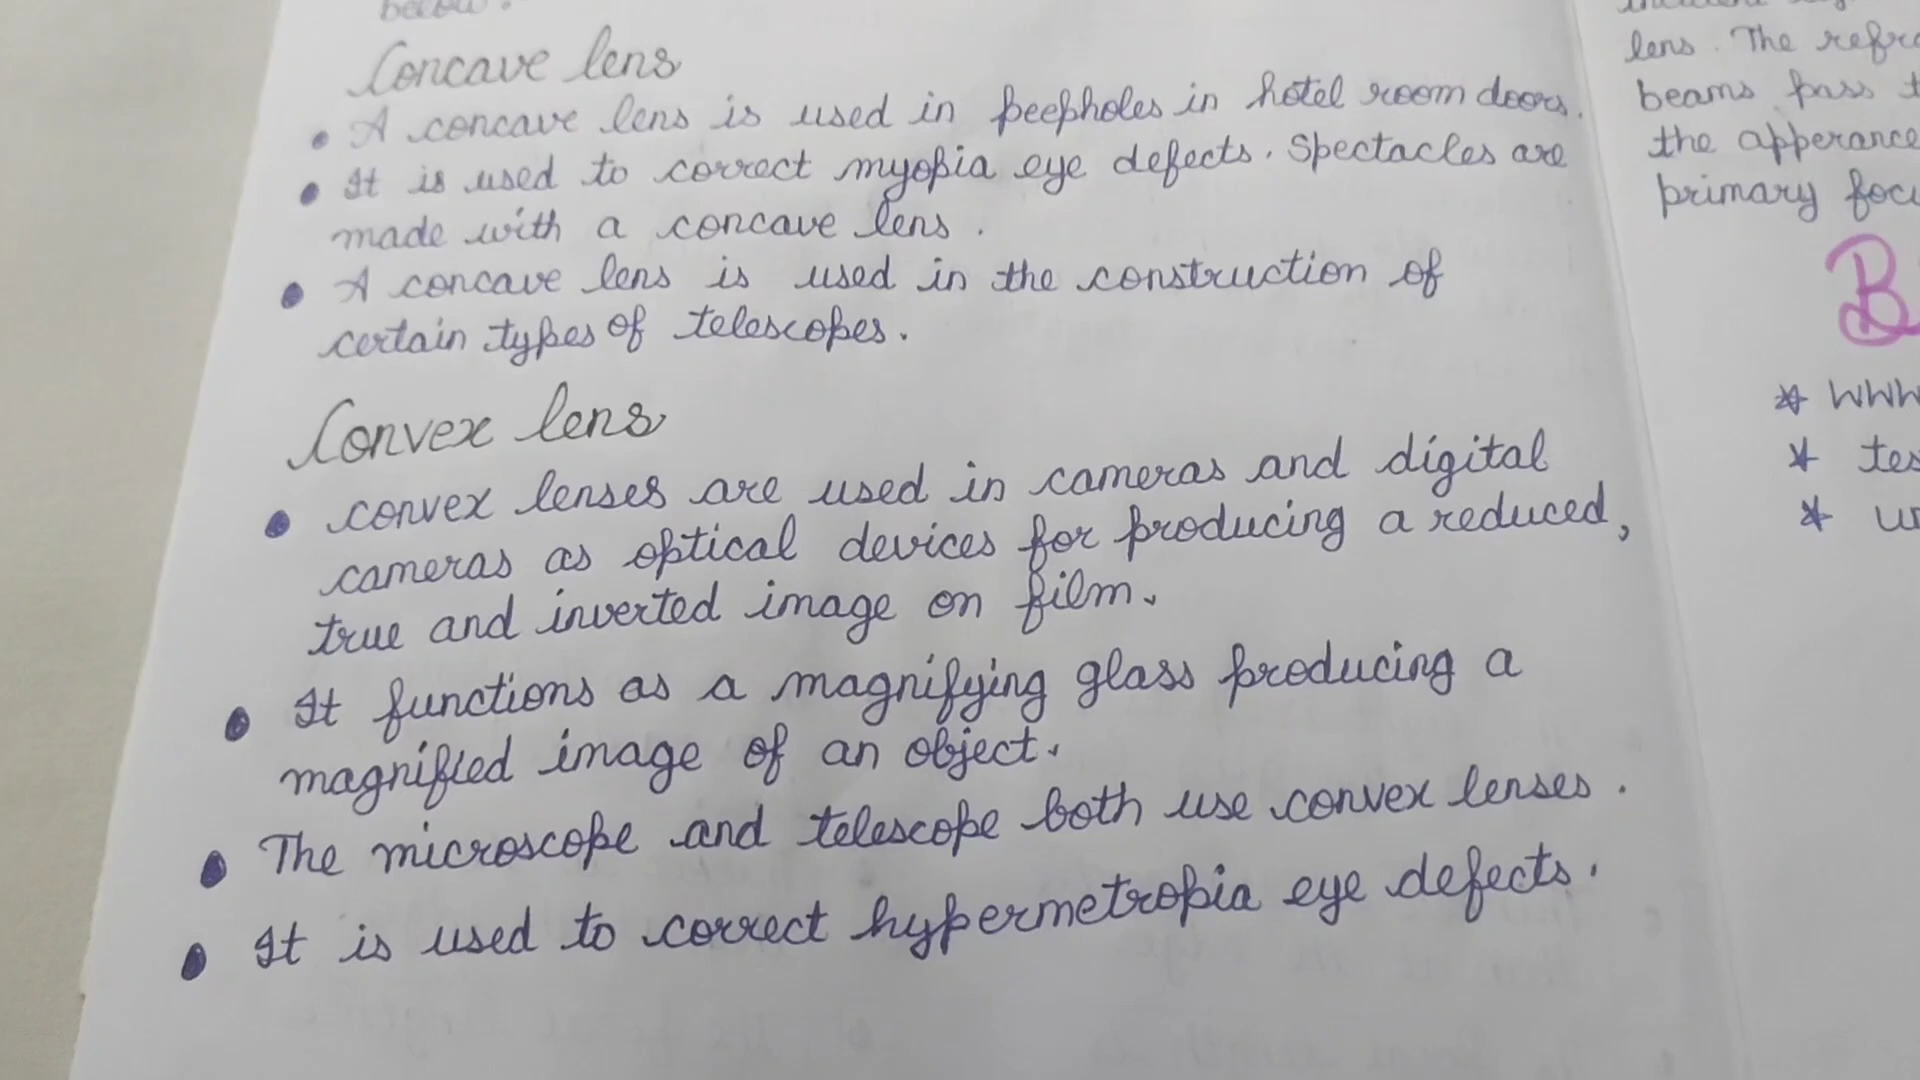 below.
Concave lens
• A concave lens is used in peepholes in hotel room doors.
• It is used to correct myopia eye defects. Spectacles are
made with a concave lens.
• A concave lens is used in the construction of
certain types of telescopes.
Convex lens
• convex lenses are used in cameras and digital
cameras as optical devices for producing a reduced,
true and inverted image on film.
• It functions as a magnifying glass producing a
magnified image of an object.
• The microscope and telescope both use convex lenses.
• It is used to correct hypermetropia eye defects.
lens. The
beams pass
the apperance
primary
B
* WWW
* tes
*